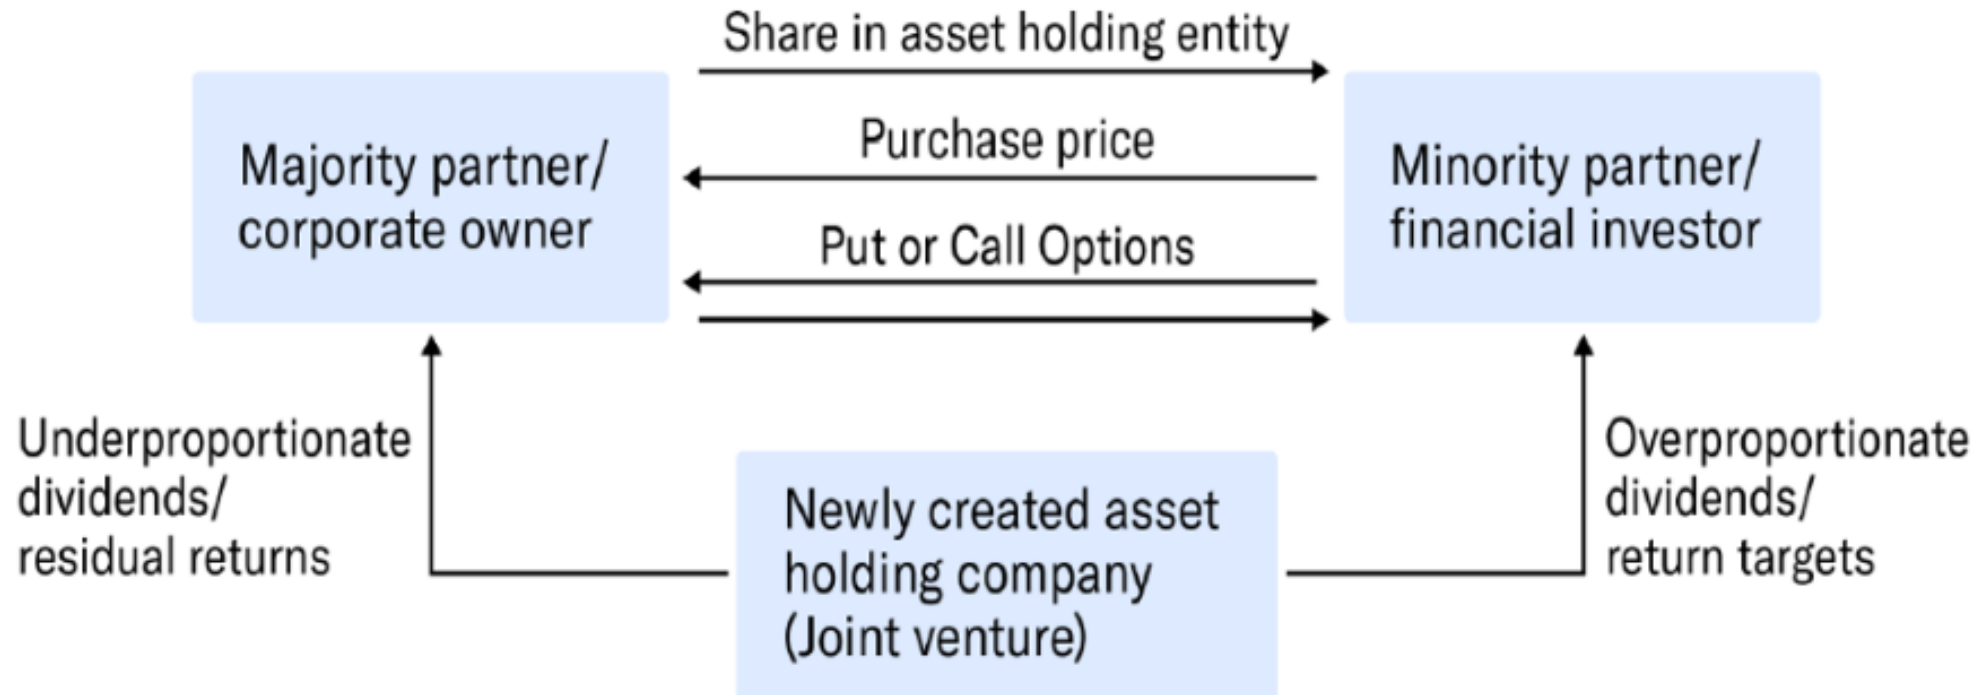 Share in asset holding entity
Majority partner/
corporate owner
Purchase price
Put or Call Options
Minority partner/
financial investor
Underproportionate
dividends/
residual returns
Newly created asset
holding company
(Joint venture)
Overproportionate
dividends/
return targets